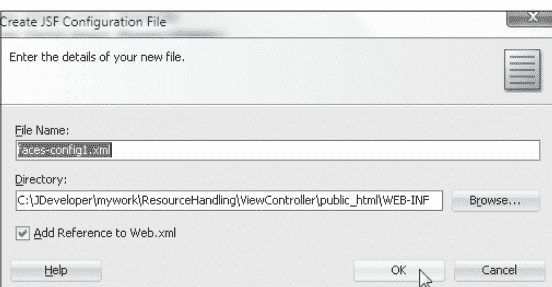 Create JSF Configuration File
Enter the details of your new file.
File Name:
faces-config1.xml
Directory:
C:\JDeveloper\mywork\ResourceHandling\ViewController\public_html\WEB-INF
Browse...
Add Reference to Web.xml
Help
OK
Cancel